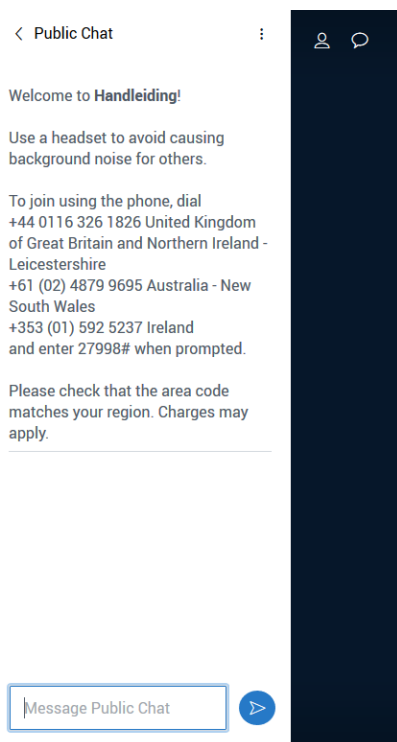 Public Chat
Welcome to Handleiding!
Use a headset to avoid causing
background noise for others.
To join using the phone, dial
+44 0116 326 1826 United Kingdom
of Great Britain and Northern Ireland -
Leicestershire
+61 (02) 4879 9695 Australia - New
South Wales
+353 (01) 592 5237 Ireland
and enter 27998# when prompted.
Please check that the area code
matches your region. Charges may
apply.
Message Public Chat